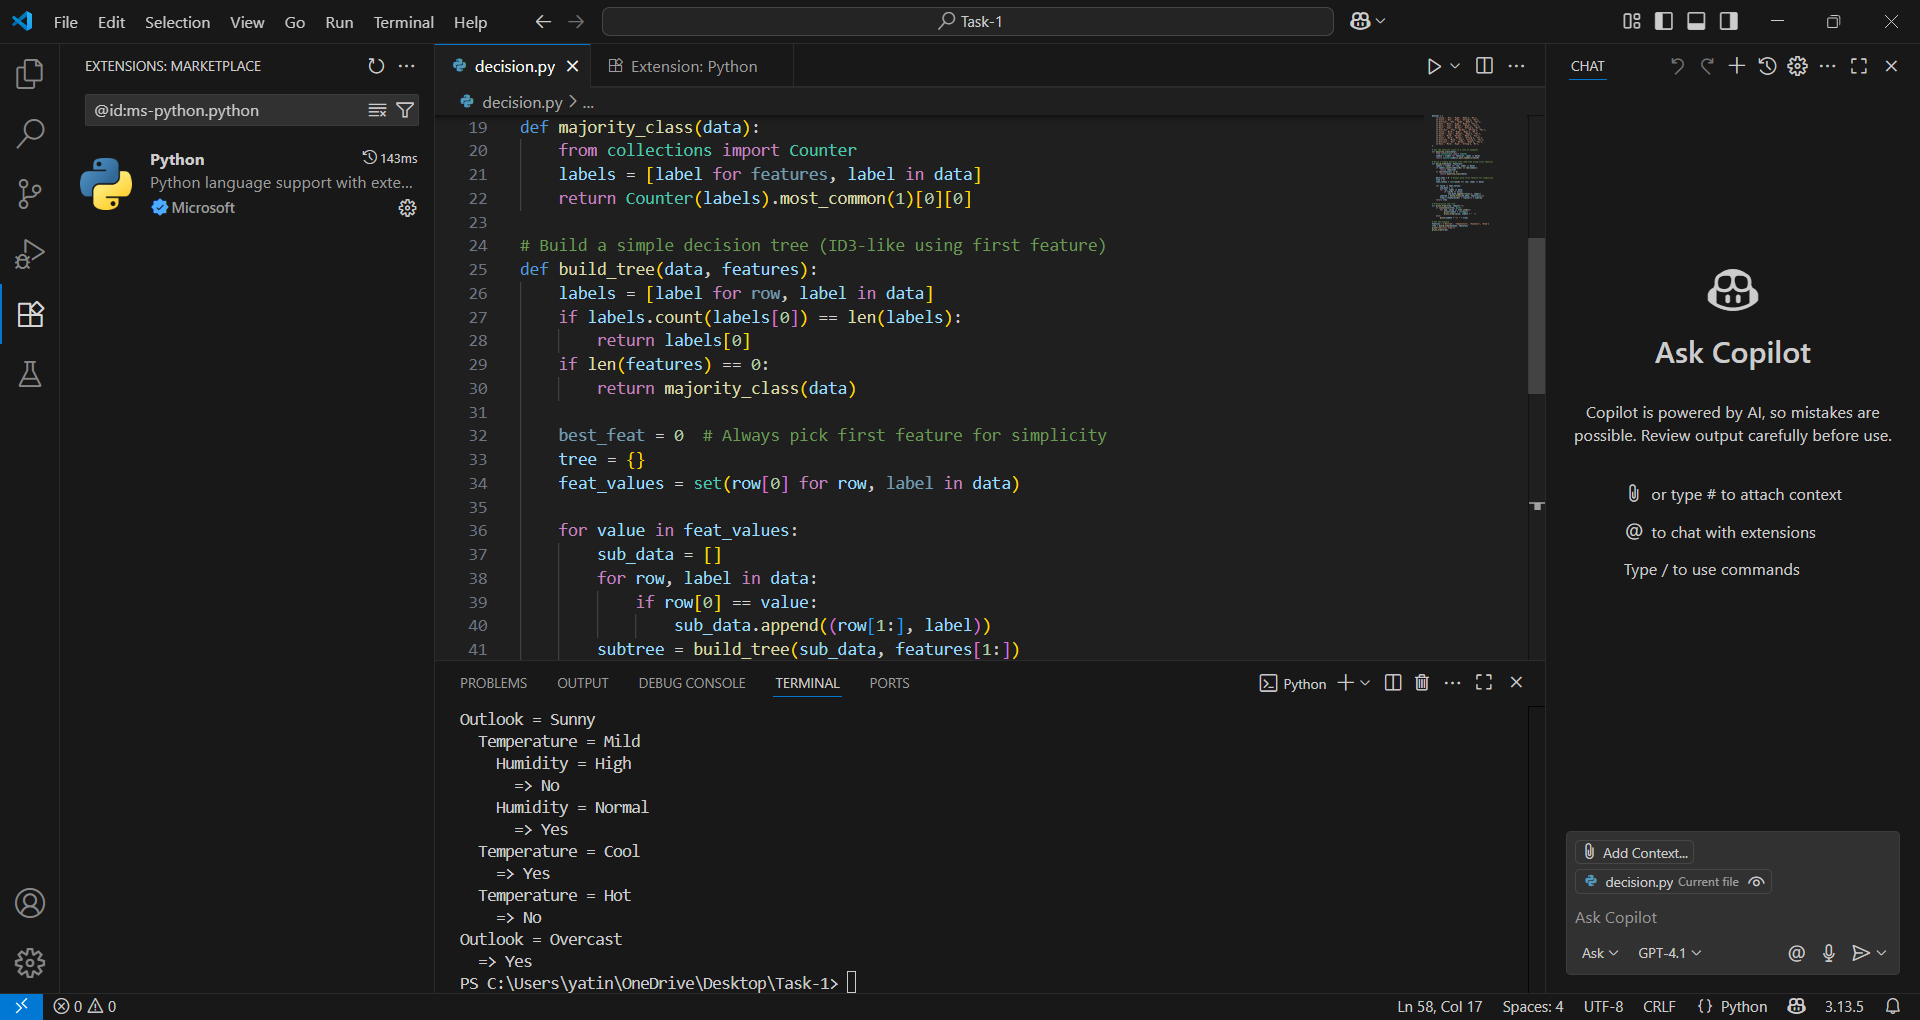 File Edit Selection View Go Run Terminal Help
Task-1
EXTENSIONS: MARKETPLACE
@id:ms-python.python
Python 143ms
Python language support with exte...
Microsoft
decision.py Extension: Python
decision.py > ...
19 def majority_class(data):
20 from collections import Counter
21 labels = [label for features, label in data]
22 return Counter(labels).most_common(1)[0][0]
23
24 # Build a simple decision tree (ID3-like using first feature)
25 def build_tree(data, features):
26 labels = [label for row, label in data]
27 if labels.count(labels[0]) == len(labels):
28 return labels[0]
29 if len(features) == 0:
30 return majority_class(data)
31
32 best_feat = 0 # Always pick first feature for simplicity
33 tree = {}
34 feat_values = set(row[0] for row, label in data)
35
36 for value in feat_values:
37 sub_data = []
38 for row, label in data:
39 if row[0] == value:
40 sub_data.append((row[1:], label))
41 subtree = build_tree(sub_data, features[1:])
PROBLEMS OUTPUT DEBUG CONSOLE TERMINAL PORTS
Python
Outlook = Sunny
Temperature = Mild
Humidity = High
=> No
Humidity = Normal
=> Yes
Temperature = Cool
=> Yes
Temperature = Hot
=> No
Outlook = Overcast
=> Yes
PS C:\Users\yatin\OneDrive\Desktop\Task-1>
CHAT
Ask Copilot
Copilot is powered by AI, so mistakes are
possible. Review output carefully before use.
or type # to attach context
@ to chat with extensions
Type / to use commands
Add Context...
decision.py Current file
Ask Copilot
Ask GPT-4.1 @
0 0
Ln 58, Col 17 Spaces: 4 UTF-8 CRLF {} Python 3.13.5